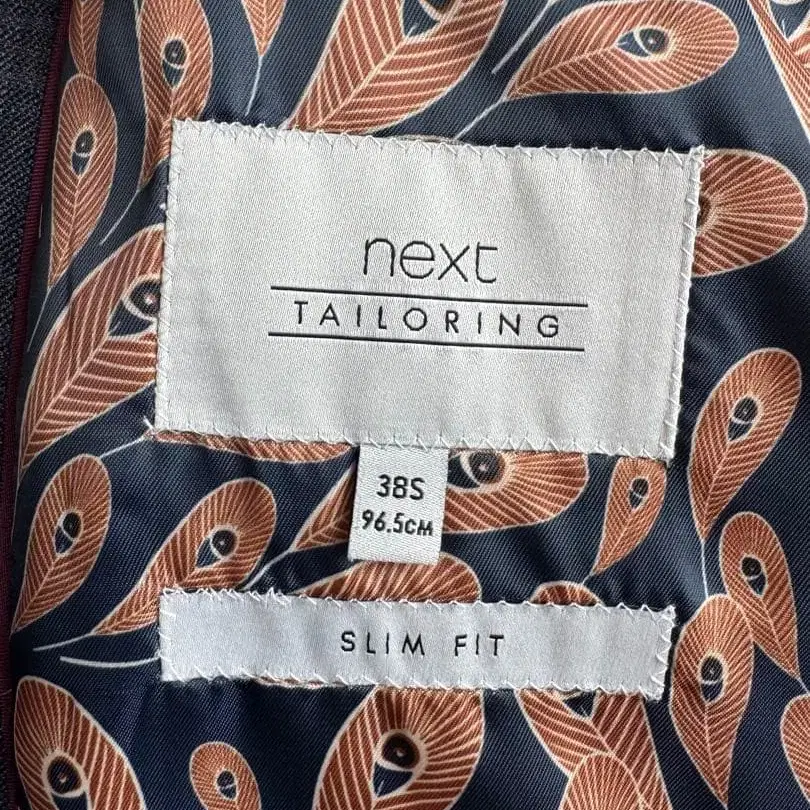 next
TAILORING
38S
96.5CM
SLIM FIT